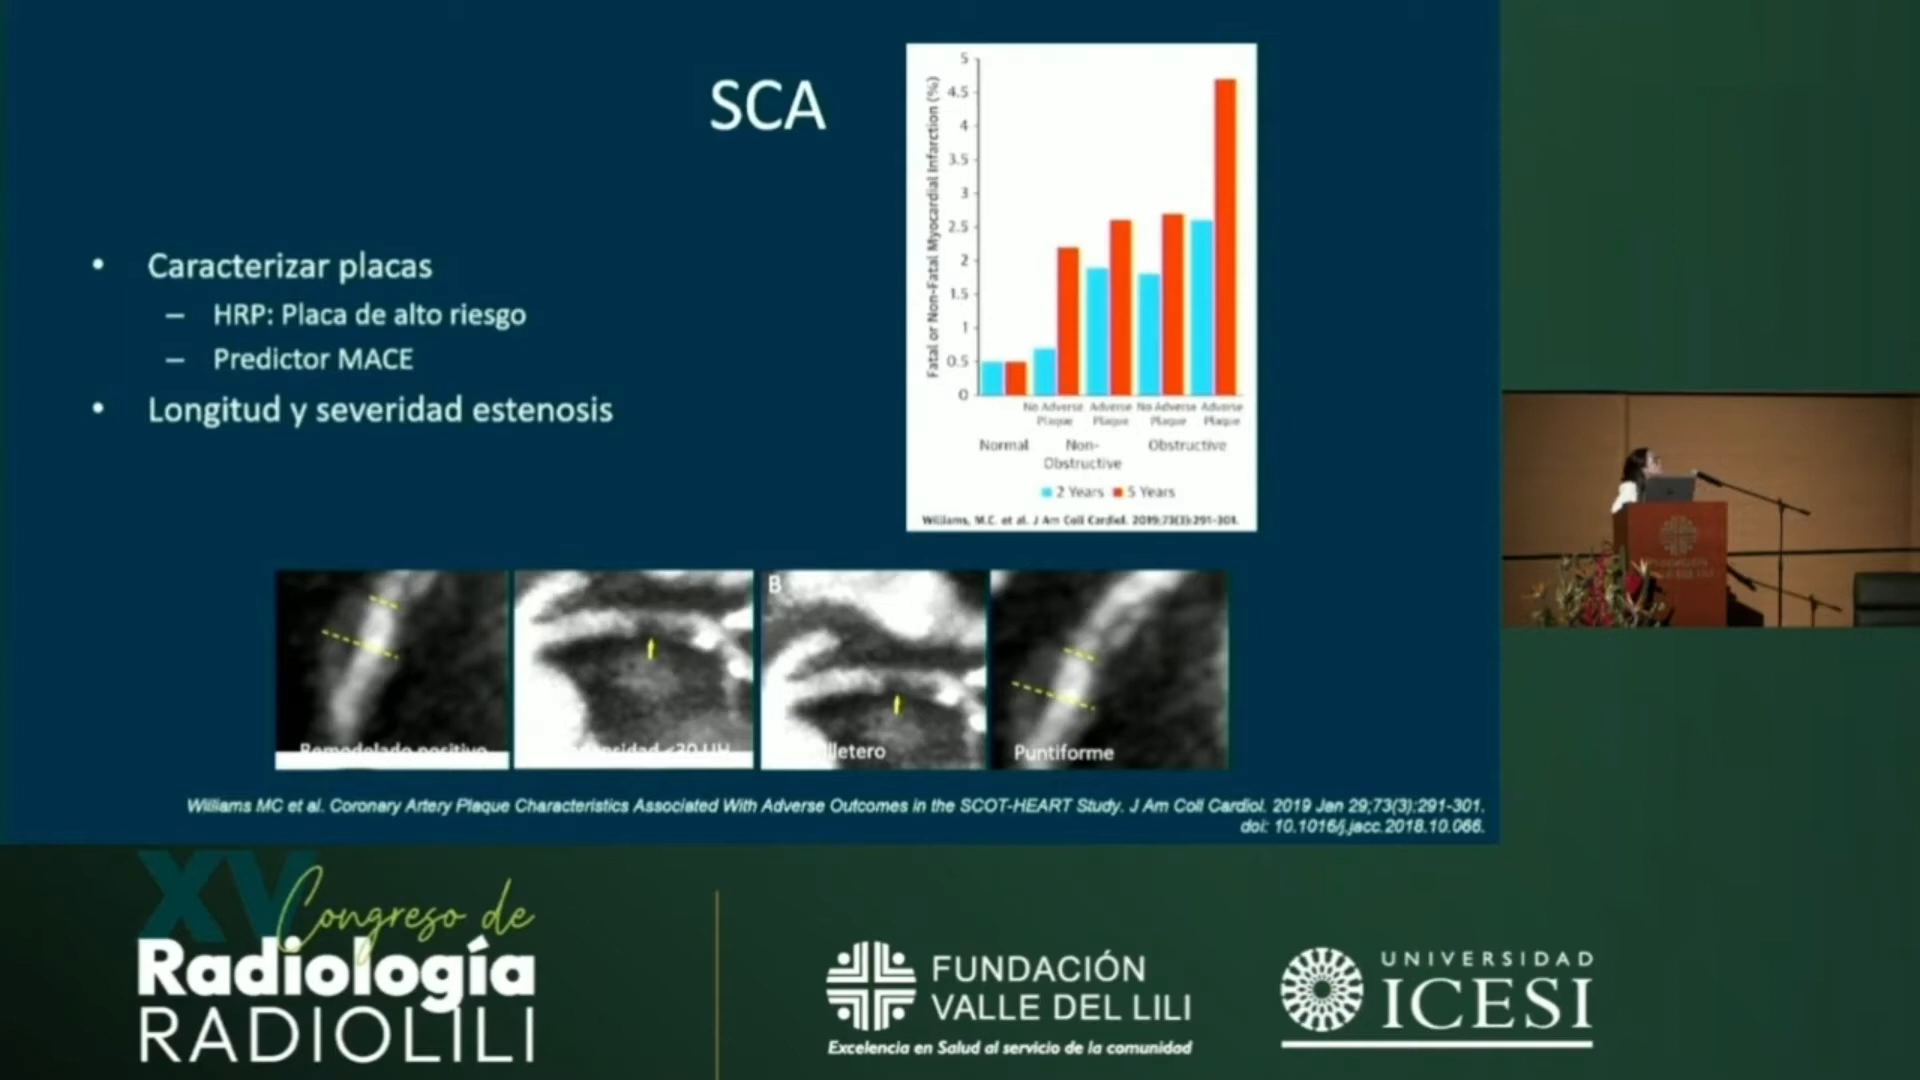 SCA
• Caracterizar placas
– HRP: Placa de alto riesgo
– Predictor MACE
• Longitud y severidad estenosis
Fatal or Non-Fatal Myocardial Infarction (%)
5
4.5
4
3.5
3
2.5
2
1.5
1
0.5
0
No Adverse Plaque
Adverse Plaque
No Adverse Plaque
Adverse Plaque
Normal
Non-Obstructive
Obstructive
2 Years
5 Years
Williams, M.C. et al. J Am Coll Cardiol. 2019;73(3):291-301.
Remodelado positivo
<30 UH
B
Puntiforme
Williams MC et al. Coronary Artery Plaque Characteristics Associated With Adverse Outcomes in the SCOT-HEART Study. J Am Coll Cardiol. 2019 Jan 29;73(3):291-301.
doi: 10.1016/j.jacc.2018.10.066.
XV Congreso de
Radiología
RADIOLILI
FUNDACIÓN
VALLE DEL LILI
Excelencia en Salud al servicio de la comunidad
UNIVERSIDAD
ICESI